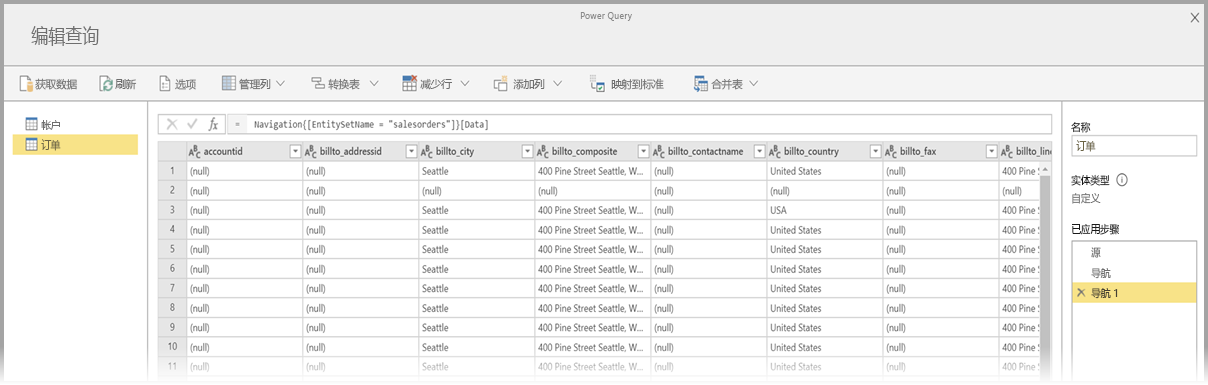 Power Query
编辑查询
获取数据 刷新 选项 管理列 转换表 减少行 添加列 映射到标准 合并表
帐户
订单
fx = Navigation{[EntitySetName = "salesorders"]}[Data]
accountid billto_addressid billto_city billto_composite billto_contactname billto_country billto_fax billto_line
1 (null) (null) Seattle 400 Pine Street Seattle, W... (null) United States (null) 400 Pine S
2 (null) (null) (null) (null) (null) (null) (null) (null)
3 (null) (null) Seattle 400 Pine Street Seattle, W... (null) USA (null) 400 Pine S
4 (null) (null) Seattle 400 Pine Street Seattle, W... (null) United States (null) 400 Pine S
5 (null) (null) Seattle 400 Pine Street Seattle, W... (null) United States (null) 400 Pine S
6 (null) (null) Seattle 400 Pine Street Seattle, W... (null) United States (null) 400 Pine S
7 (null) (null) Seattle 400 Pine Street Seattle, W... (null) United States (null) 400 Pine S
8 (null) (null) Seattle 400 Pine Street Seattle, W... (null) United States (null) 400 Pine S
9 (null) (null) Seattle 400 Pine Street Seattle, W... (null) United States (null) 400 Pine S
10 (null) (null) Seattle 400 Pine Street Seattle, W... (null) United States (null) 400 Pine S
11 (null) (null) Seattle 400 Pine Street Seattle, W... (null) United States (null) 400 Pine S
名称
订单
实体类型
自定义
已应用步骤
源
导航
导航 1